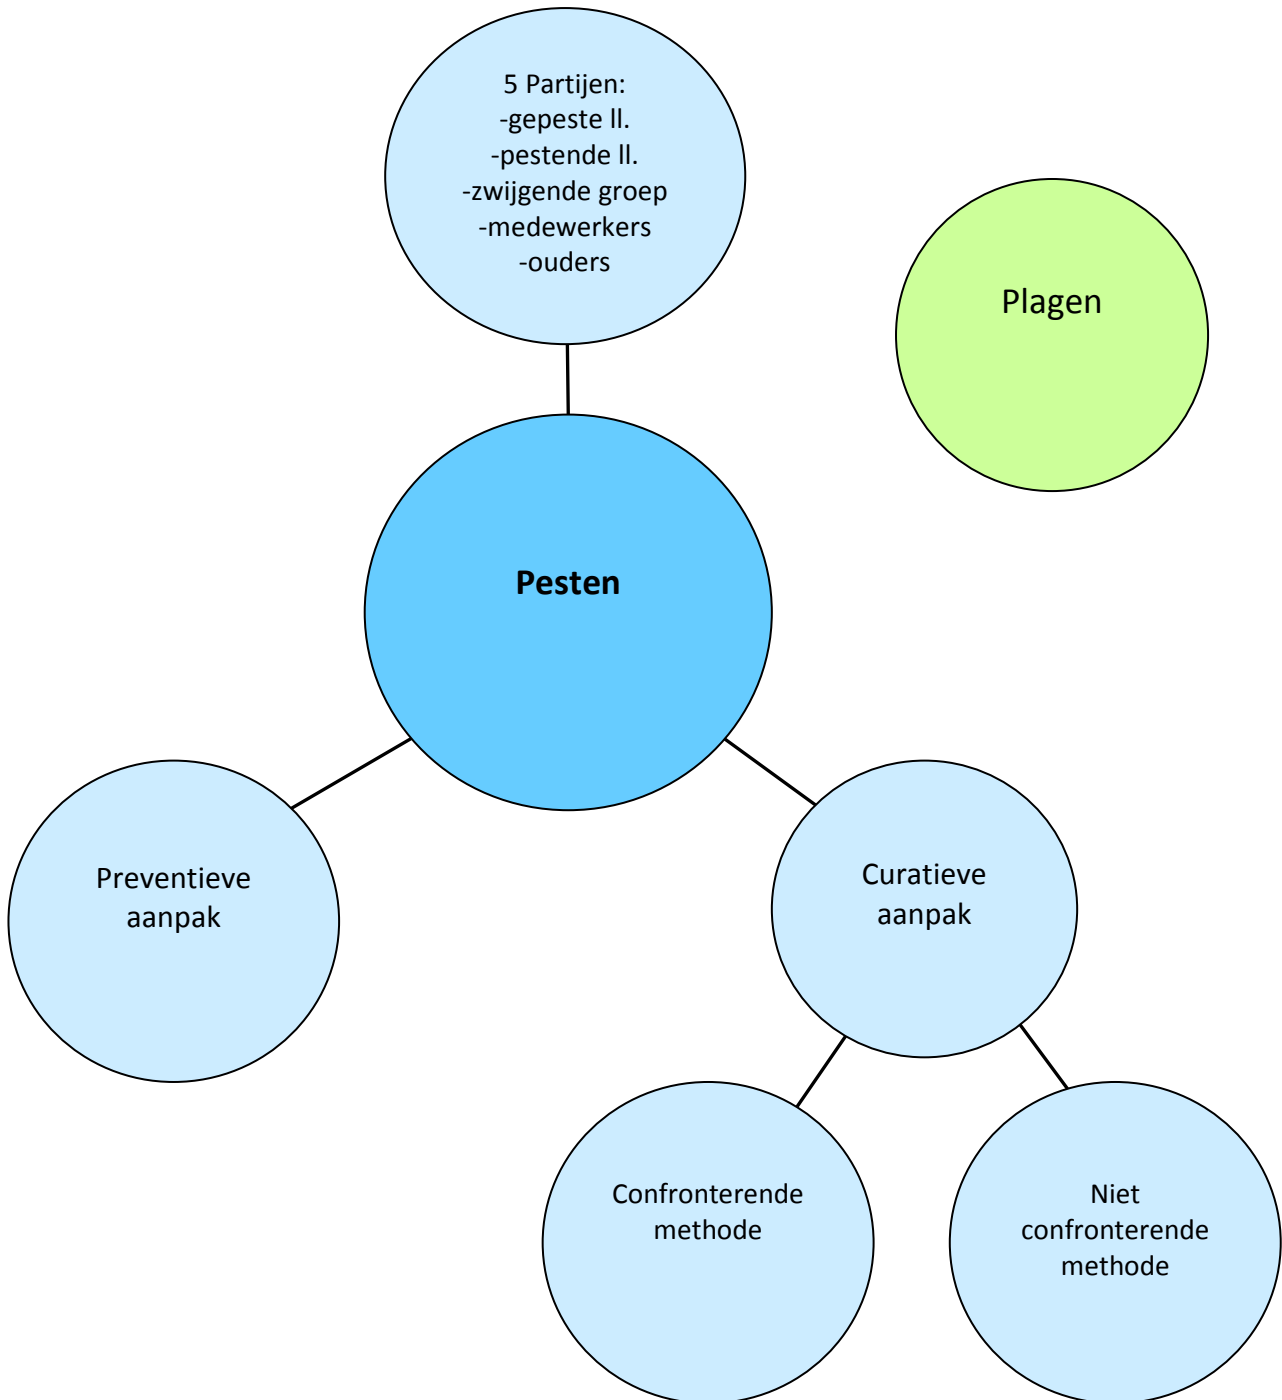 5 Partijen:
-gepeste ll.
-pestende ll.
-zwijgende groep
-medewerkers
-ouders
Plagen
Pesten
Preventieve
aanpak
Curatieve
aanpak
Confronterende
methode
Niet
confronterende
methode